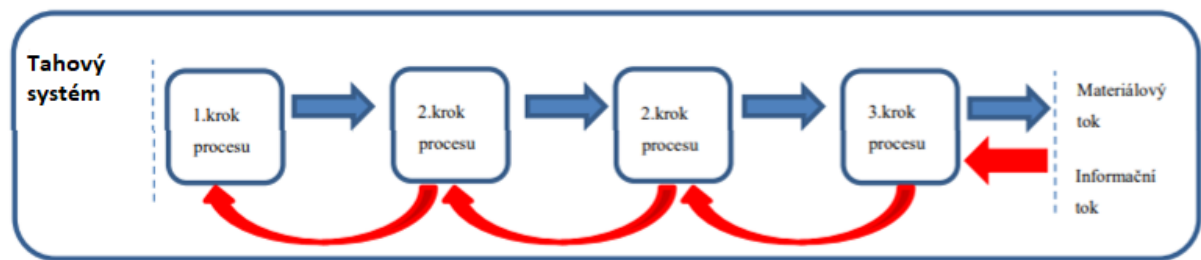 Tahový
systém
1.krok
procesu
2.krok
procesu
2.krok
procesu
3.krok
procesu
Materiálový
tok
Informační
tok